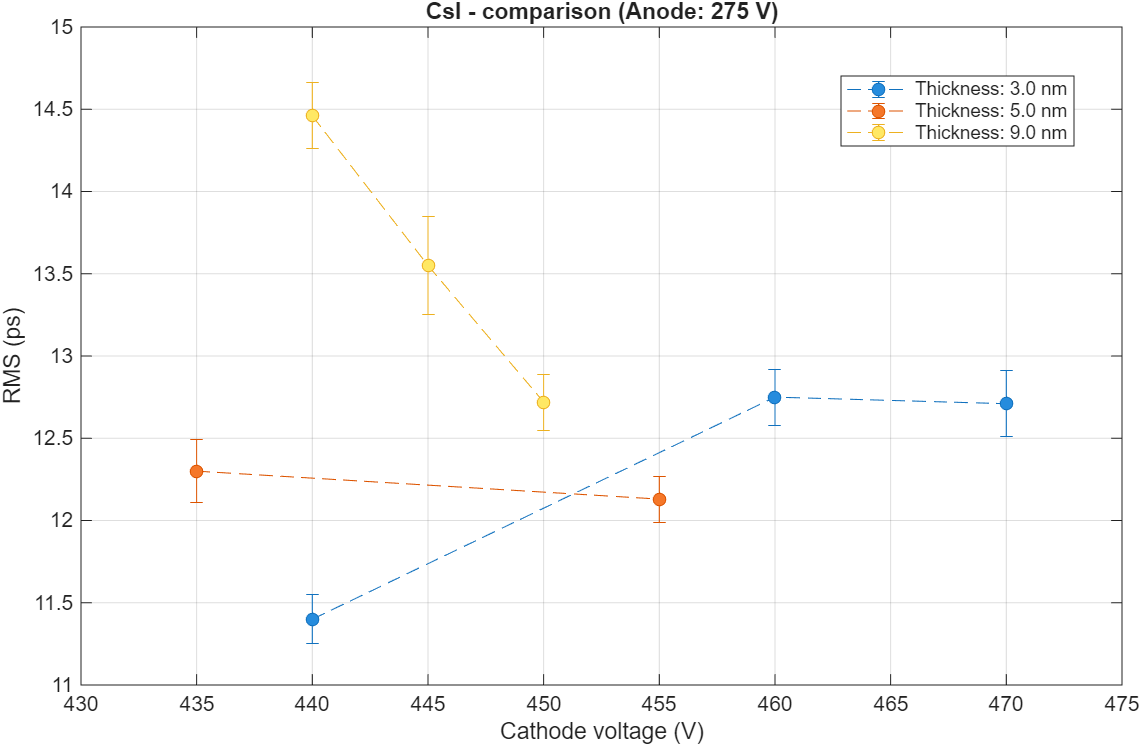 CsI - comparison (Anode: 275 V)
15
14.5
14
13.5
13
12.5
12
11.5
11
RMS (ps)
Thickness: 3.0 nm
Thickness: 5.0 nm
Thickness: 9.0 nm
430 435 440 445 450 455 460 465 470 475
Cathode voltage (V)